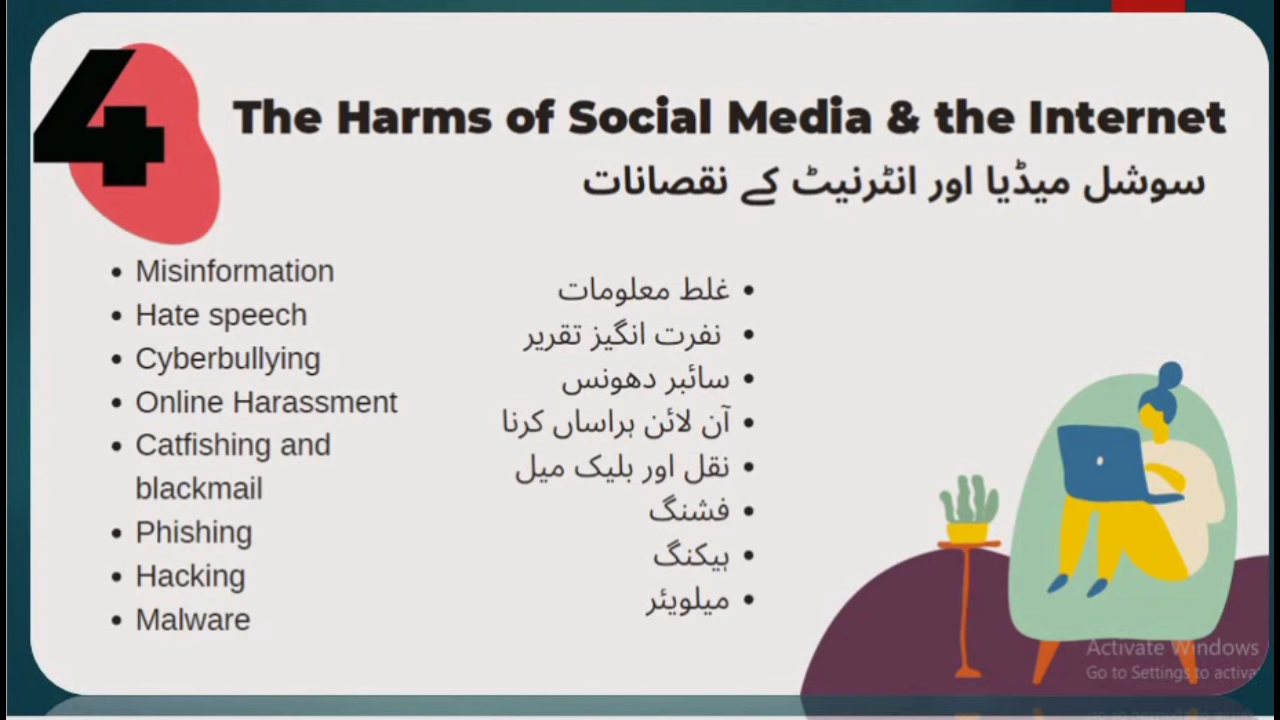 4
The Harms of Social Media & the Internet
سوشل میڈیا اور انٹرنیٹ کے نقصانات
• Misinformation
• Hate speech
• Cyberbullying
• Online Harassment
• Catfishing and
blackmail
• Phishing
• Hacking
• Malware
• غلط معلومات
• نفرت انگیز تقریر
• سائبر دھونس
• آن لائن ہراساں کرنا
• نقل اور بلیک میل
• فشنگ
• ہیکنگ
• میلویئر
Activate Windows
Go to Settings to activa